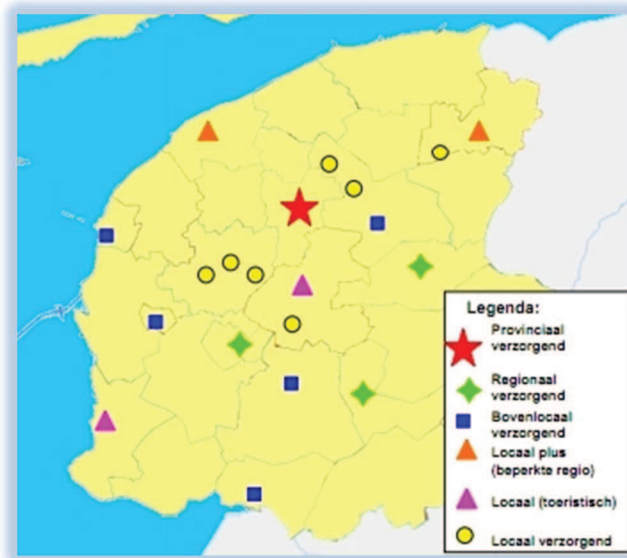 Legenda:
Provinciaal
verzorgend
Regionaal
verzorgend
Bovenlocaal
verzorgend
Locaal plus
(beperkte regio)
Locaal (toeristisch)
Locaal verzorgend